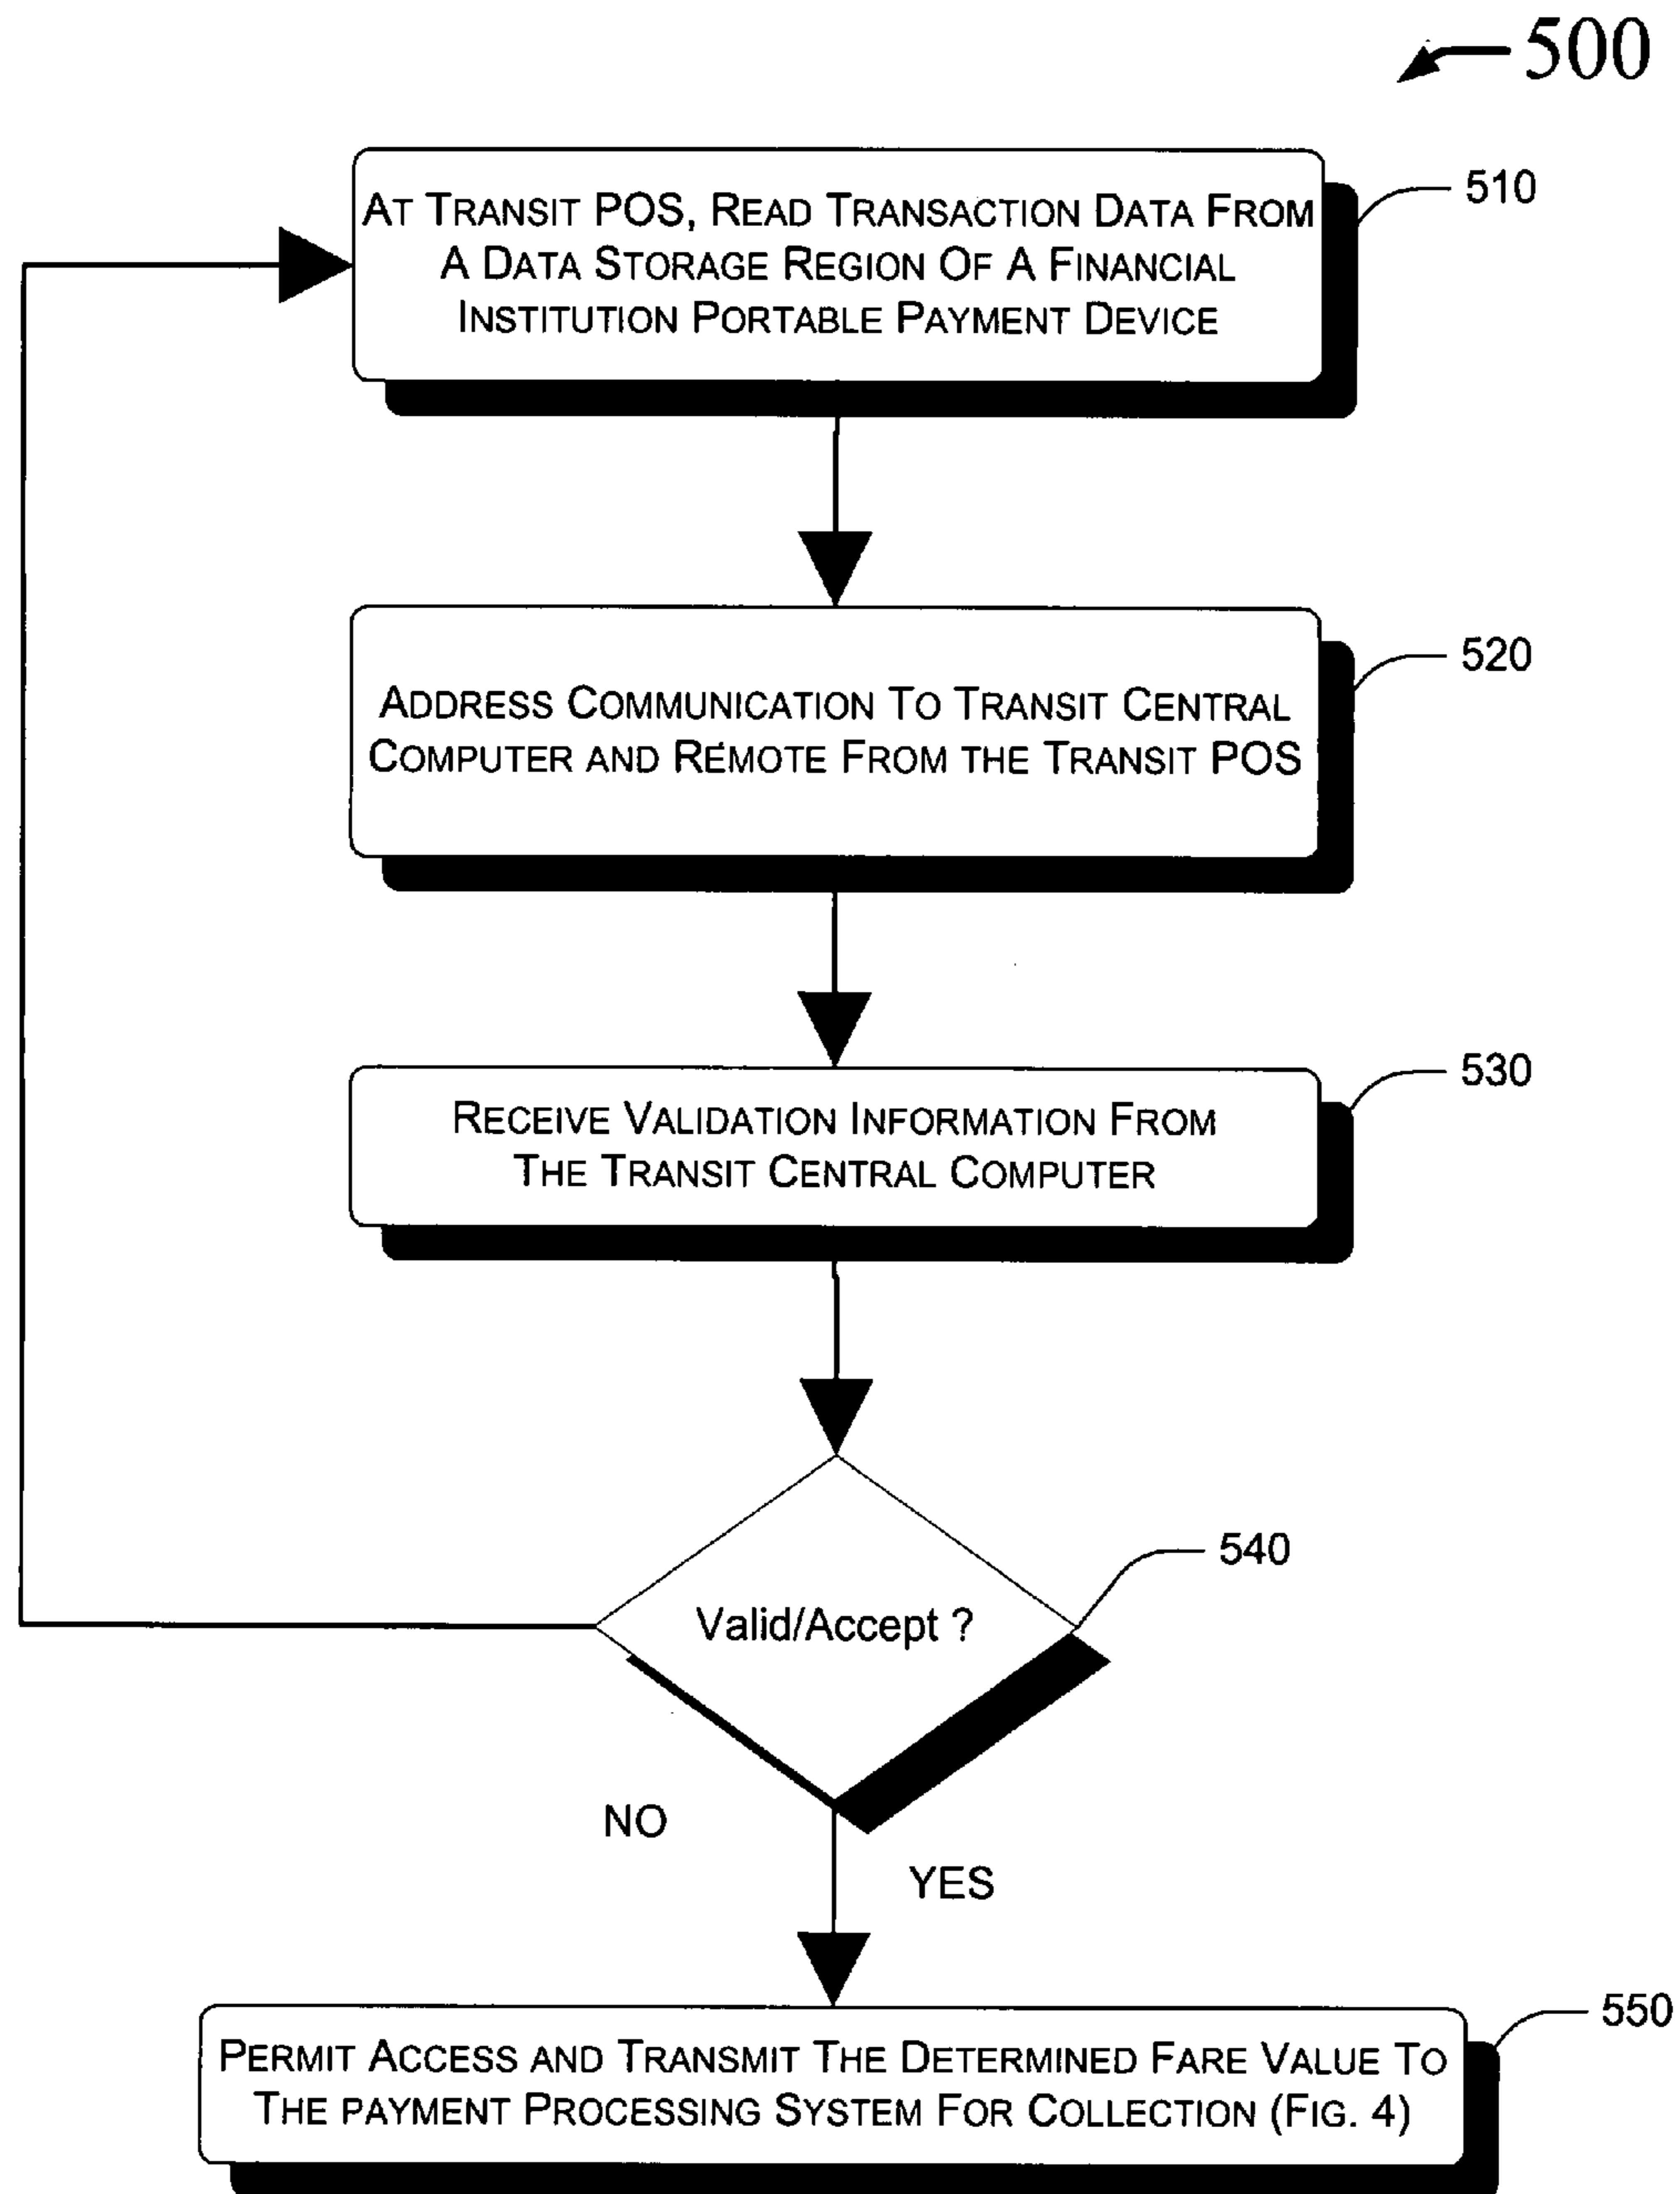 500
AT TRANSIT POS, READ TRANSACTION DATA FROM
A DATA STORAGE REGION OF A FINANCIAL
INSTITUTION PORTABLE PAYMENT DEVICE
510
ADDRESS COMMUNICATION TO TRANSIT CENTRAL
COMPUTER AND REMOTE FROM THE TRANSIT POS
520
RECEIVE VALIDATION INFORMATION FROM
THE TRANSIT CENTRAL COMPUTER
530
Valid/Accept ?
540
NO
YES
PERMIT ACCESS AND TRANSMIT THE DETERMINED FARE VALUE TO
THE PAYMENT PROCESSING SYSTEM FOR COLLECTION (FIG. 4)
550